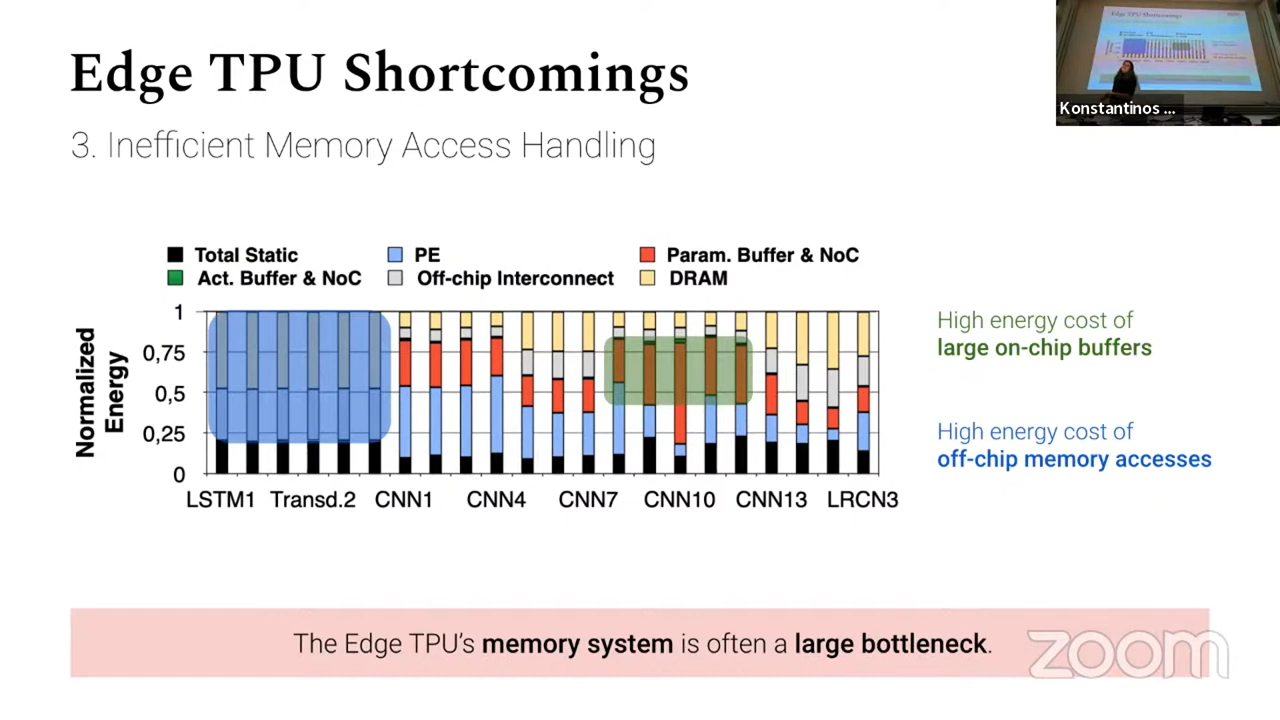 Edge TPU Shortcomings
3. Inefficient Memory Access Handling
Edge TPU Shortcomings
Konstantinos ...
Total Static
PE
Param. Buffer & NoC
Act. Buffer & NoC
Off-chip Interconnect
DRAM
Normalized
Energy
1
0,75
0,5
0,25
0
LSTM1
Transd.2
CNN1
CNN4
CNN7
CNN10
CNN13
LRCN3
High energy cost of
large on-chip buffers
High energy cost of
off-chip memory accesses
The Edge TPU's memory system is often a large bottleneck.
zoom